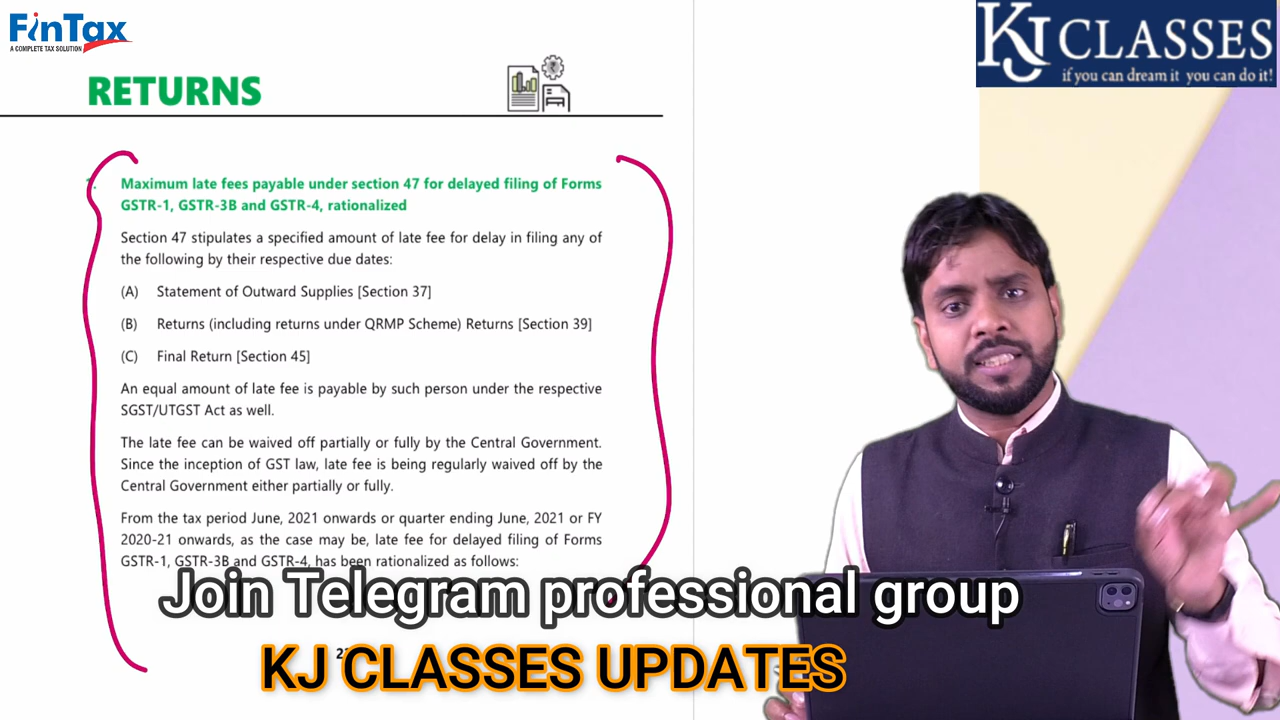 FinTax
A COMPLETE TAX SOLUTION
KJ CLASSES
if you can dream it you can do it!
RETURNS
Maximum late fees payable under section 47 for delayed filing of Forms
GSTR-1, GSTR-3B and GSTR-4, rationalized
Section 47 stipulates a specified amount of late fee for delay in filing any of
the following by their respective due dates:
(A) Statement of Outward Supplies [Section 37]
(B) Returns (including returns under QRMP Scheme) Returns [Section 39]
(C) Final Return [Section 45]
An equal amount of late fee is payable by such person under the respective
SGST/UTGST Act as well.
The late fee can be waived off partially or fully by the Central Government.
Since the inception of GST law, late fee is being regularly waived off by the
Central Government either partially or fully.
From the tax period June, 2021 onwards or quarter ending June, 2021 or FY
2020-21 onwards, as the case may be, late fee for delayed filing of Forms
GSTR-1, GSTR-3B and GSTR-4, has been rationalized as follows:
Join Telegram professional group
KJ CLASSES UPDATES